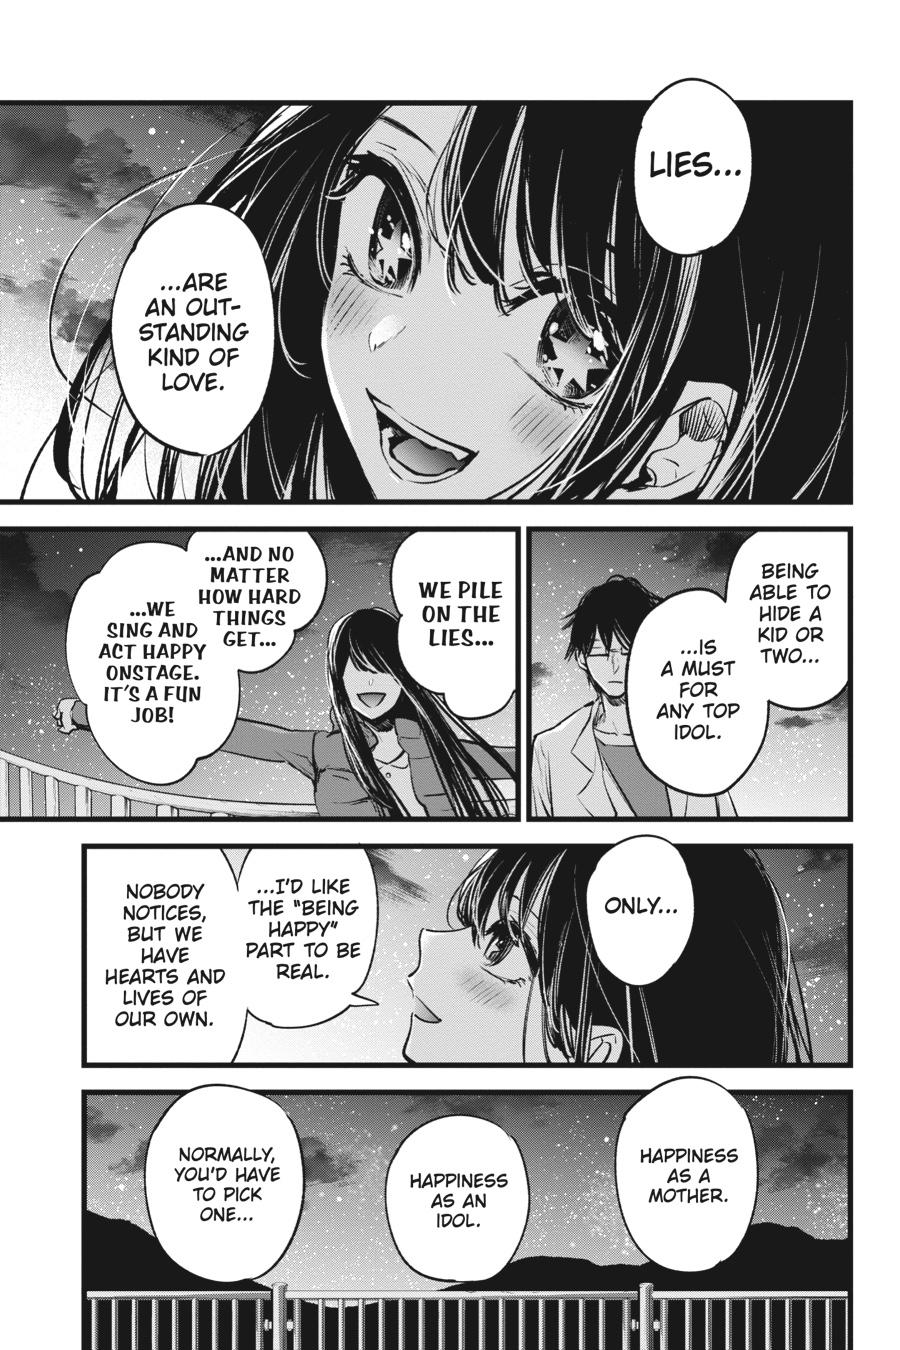 LIES...
...ARE
AN OUT-
STANDING
KIND OF
LOVE.
BEING
ABLE TO
HIDE A
KID OR
TWO...
...IS
A MUST
FOR
ANY TOP
IDOL.
WE PILE
ON THE
LIES...
...AND NO
MATTER
HOW HARD
THINGS
GET...
...WE
SING AND
ACT HAPPY
ONSTAGE.
IT'S A FUN
JOB!
ONLY...
...I'D LIKE
THE "BEING
HAPPY"
PART TO BE
REAL.
NOBODY
NOTICES,
BUT WE
HAVE
HEARTS AND
LIVES OF
OUR OWN.
HAPPINESS
AS A
MOTHER.
HAPPINESS
AS AN
IDOL.
NORMALLY,
YOU'D HAVE
TO PICK
ONE...